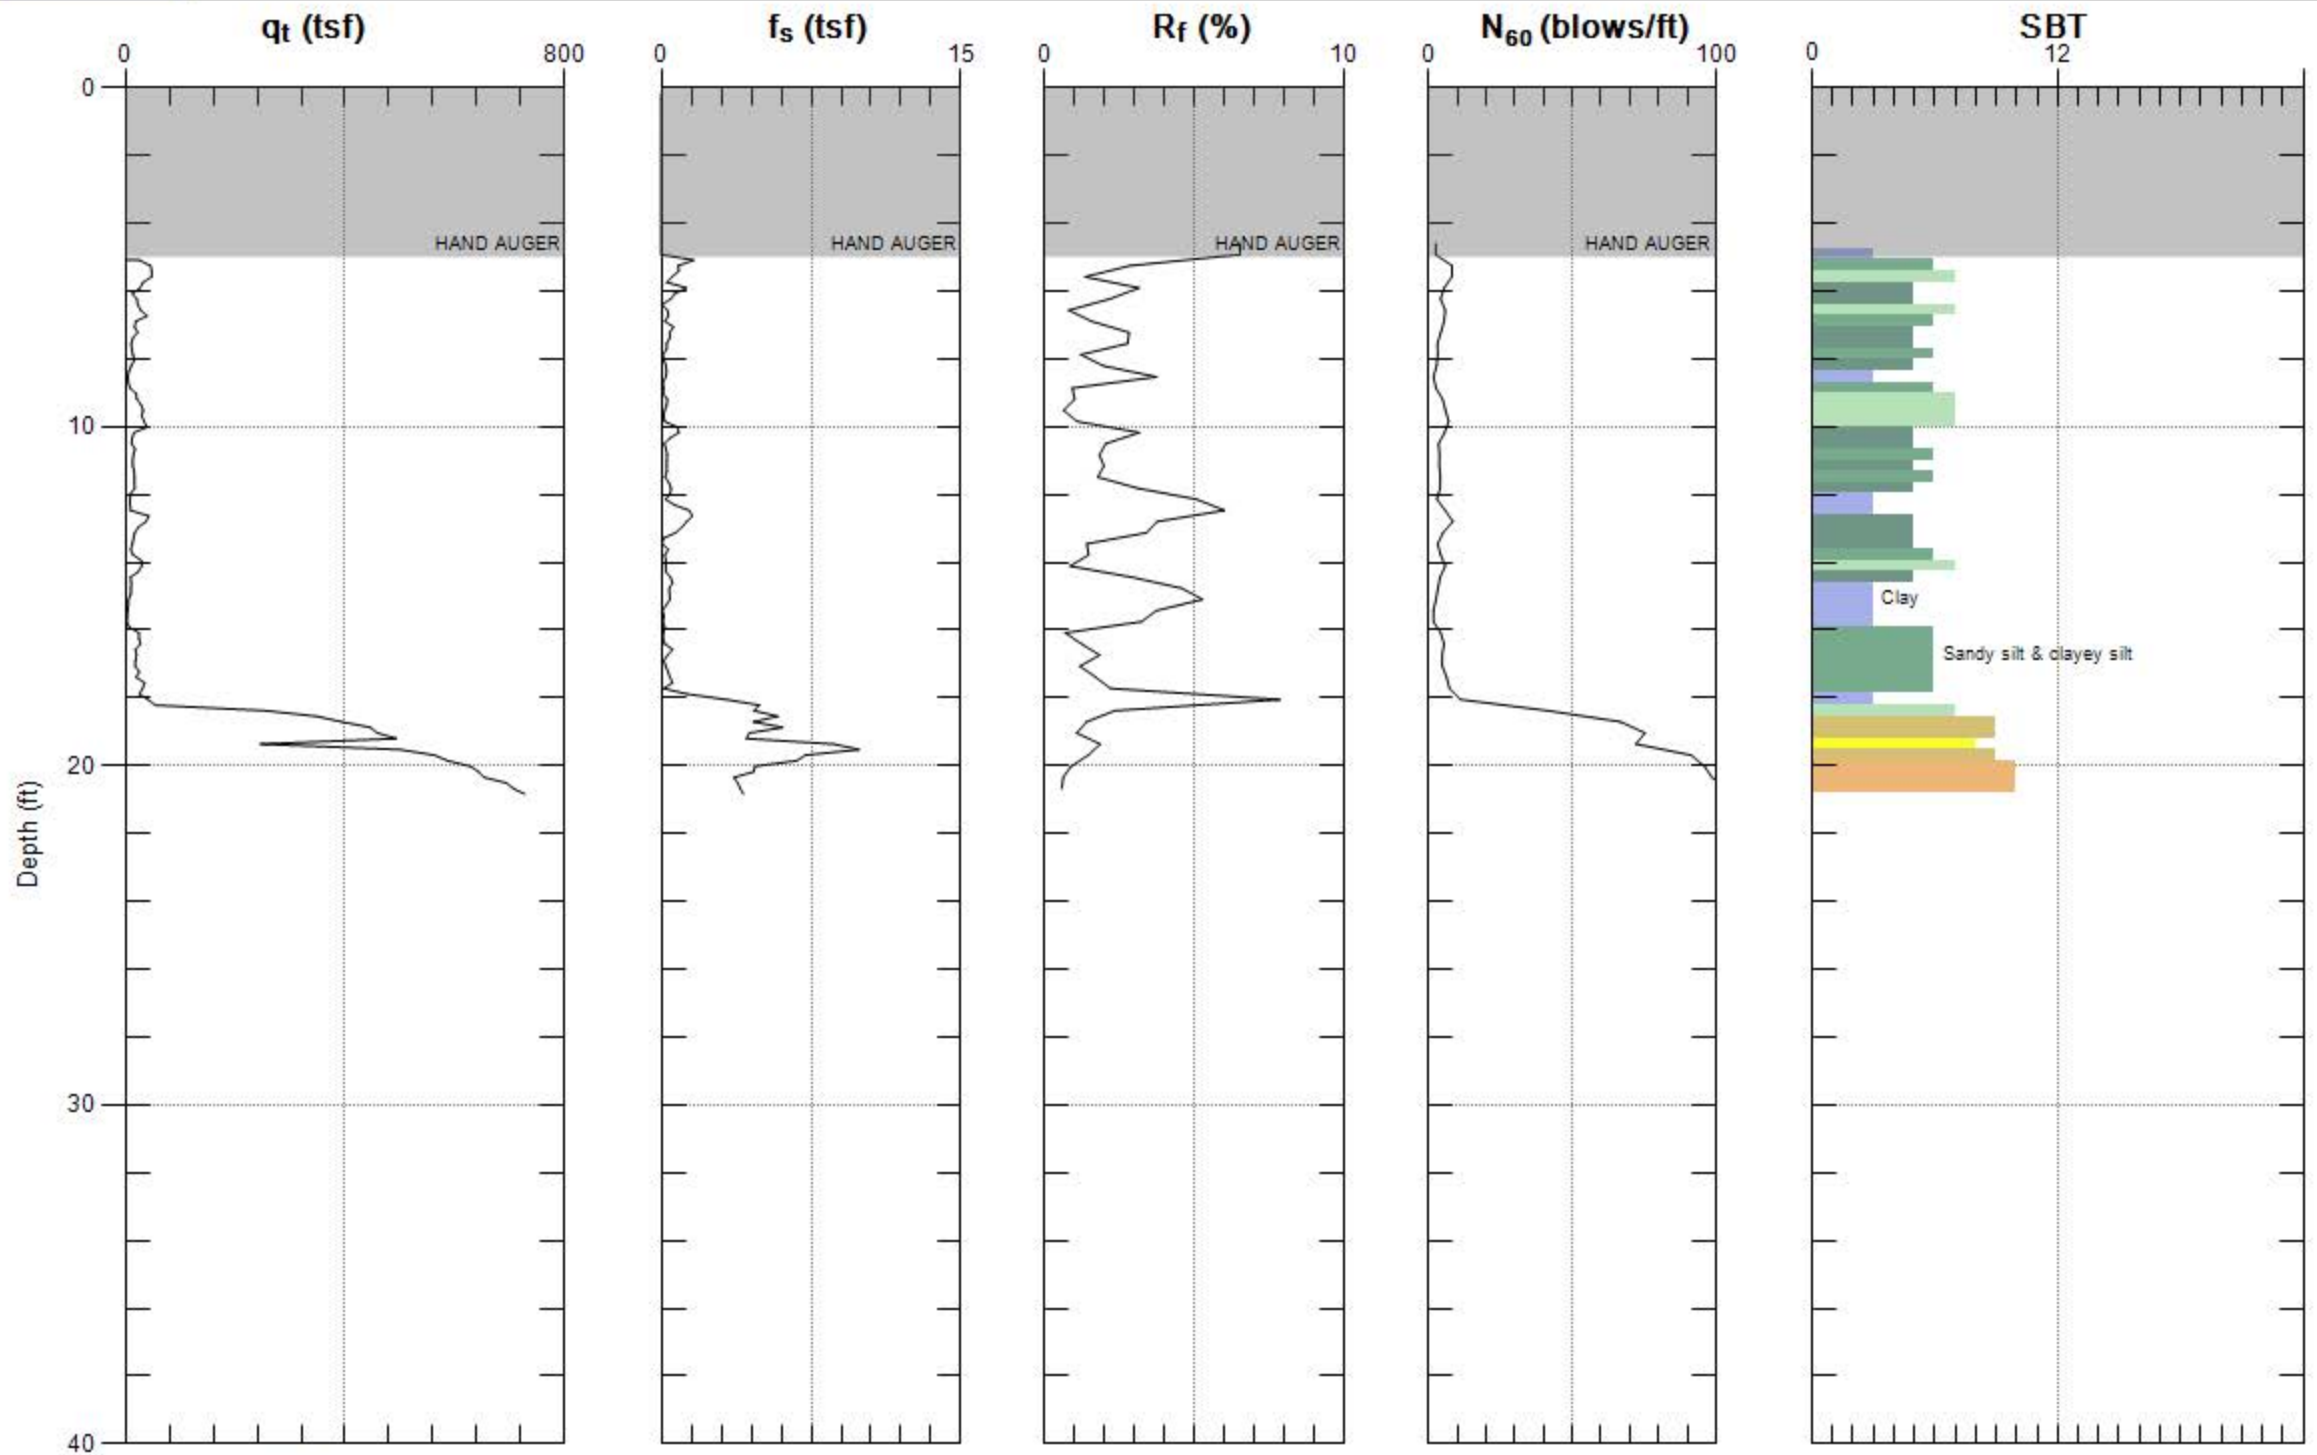 qt (tsf) fs (tsf) Rf (%) N60 (blows/ft) SBT
0 800 0 15 0 10 0 100 0 12
0
HAND AUGER HAND AUGER HAND AUGER HAND AUGER
10
Clay
Sandy silt & clayey silt
20
Depth (ft)
30
40